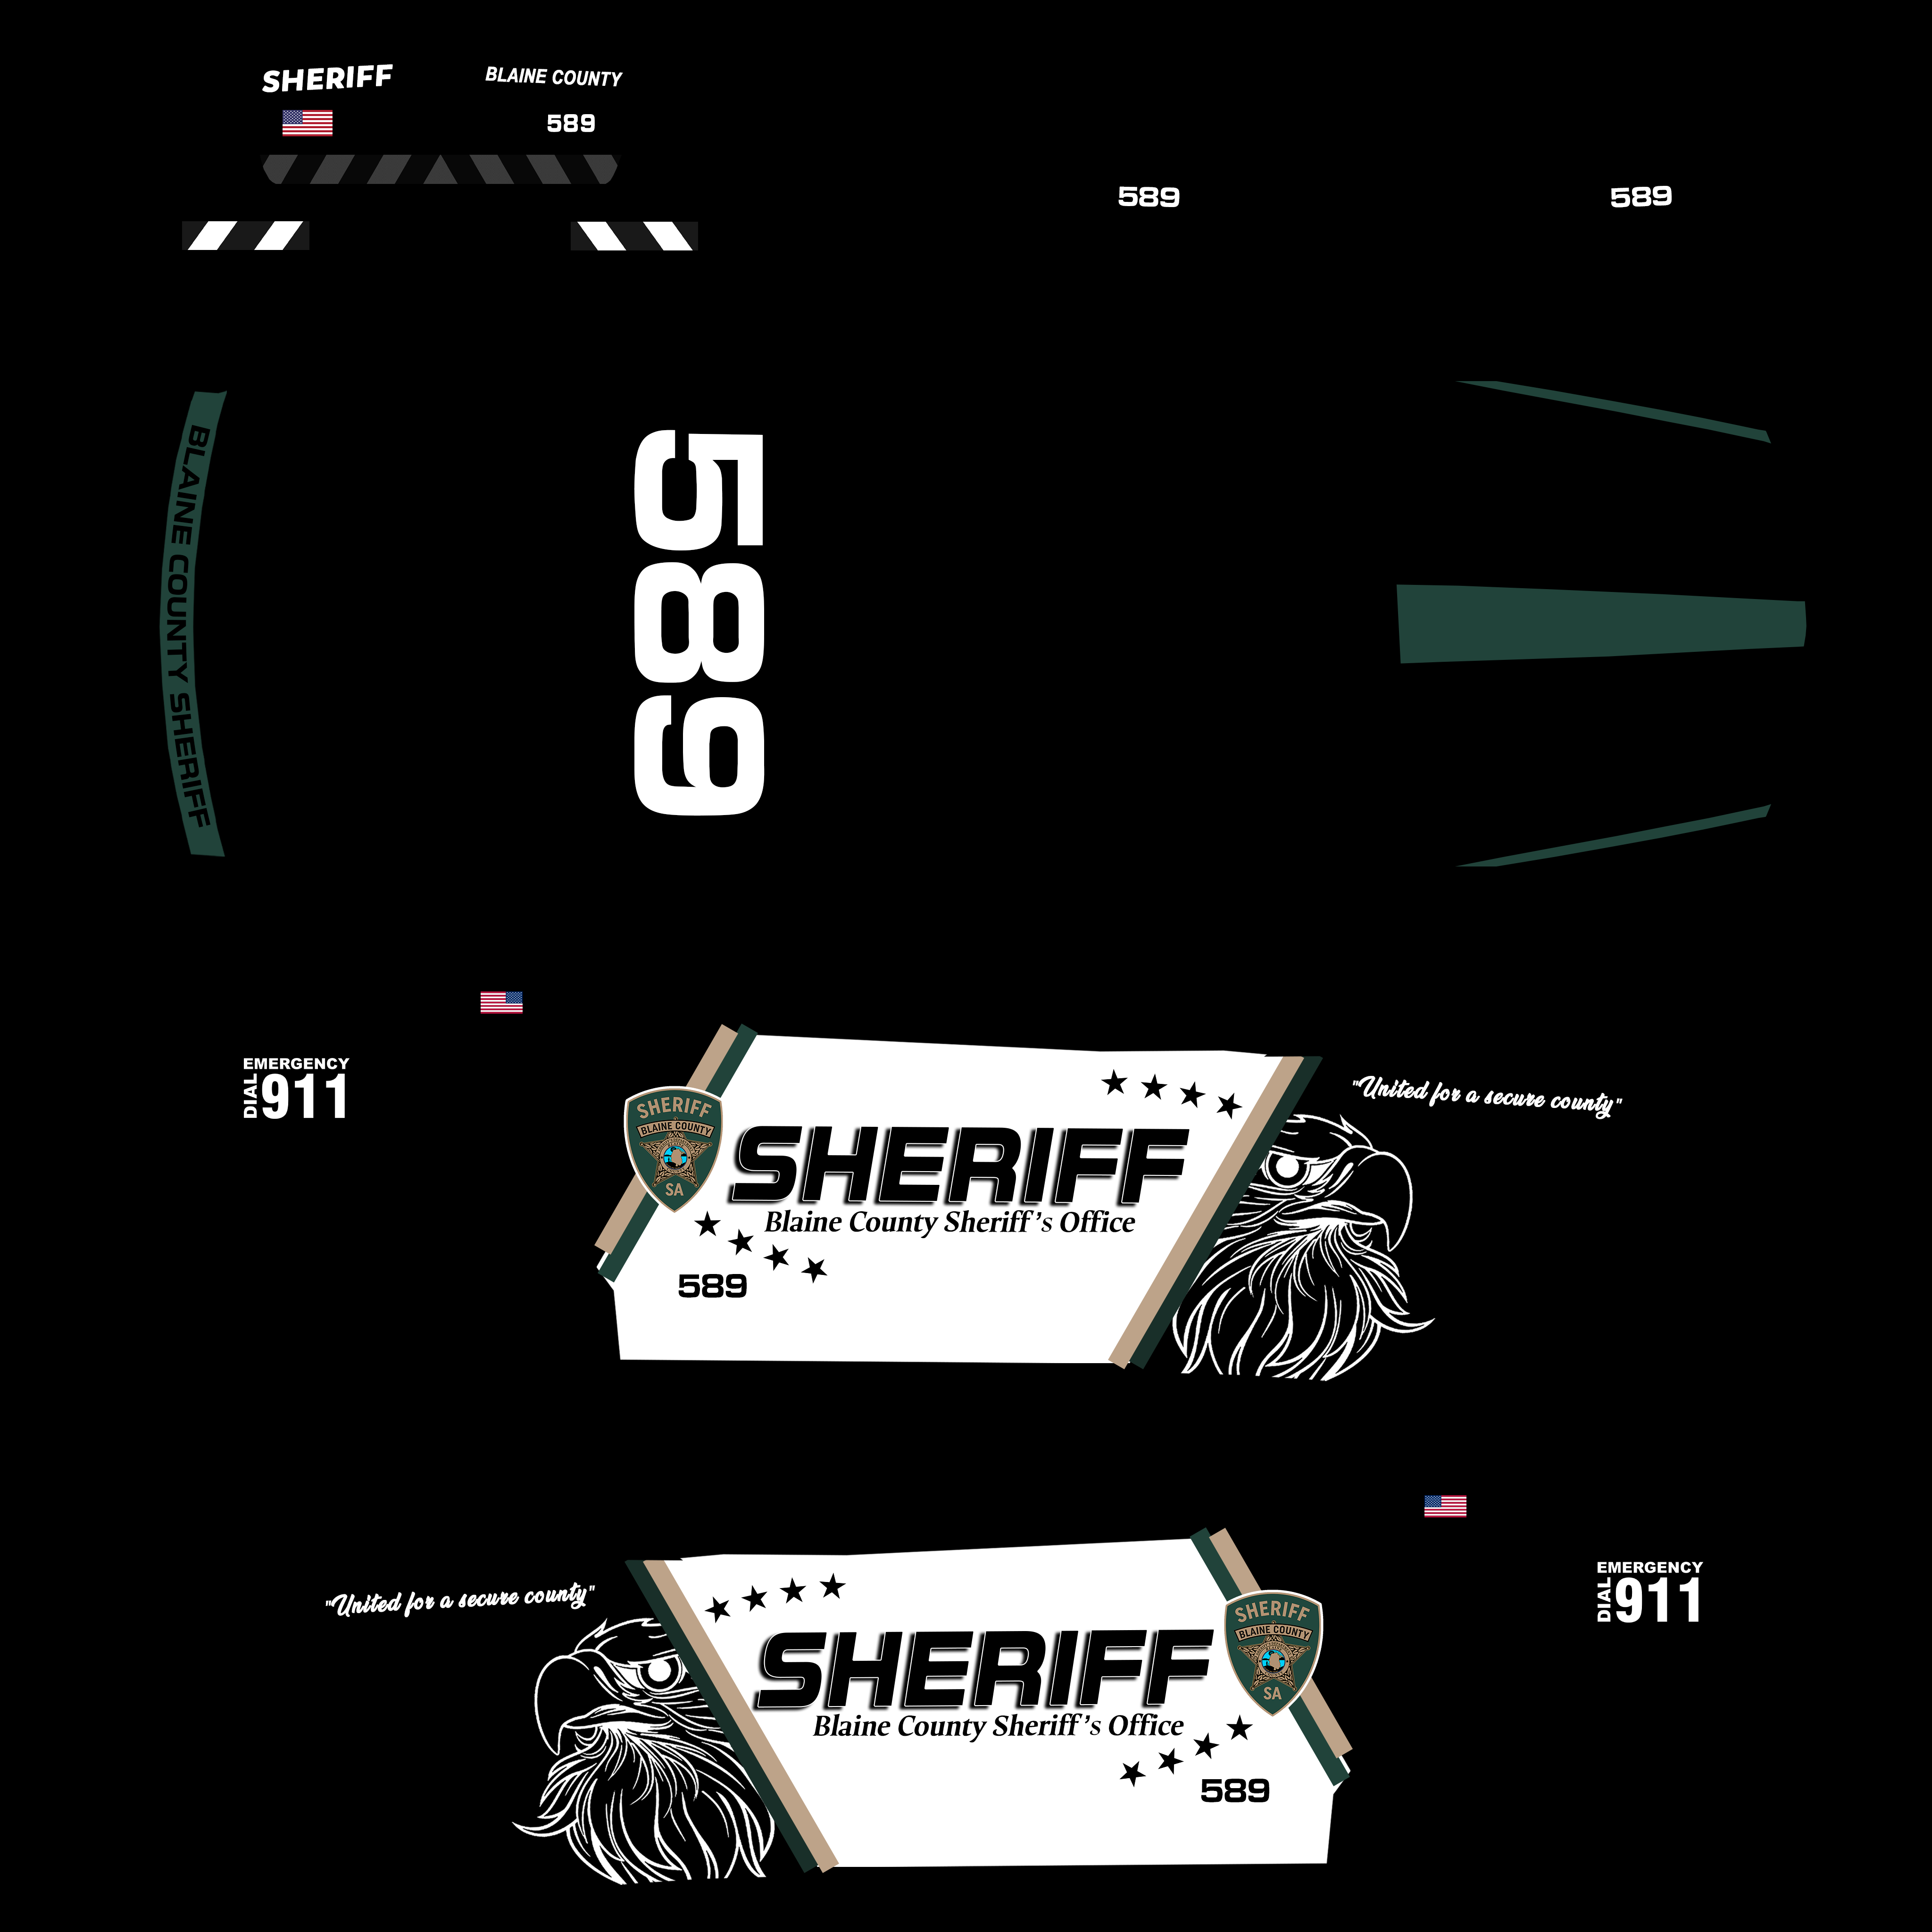 SHERIFF
BLAINE COUNTY
589
589
589
BLAINE COUNTY SHERIFF
589
EMERGENCY
DIAL 911
SHERIFF
BLAINE COUNTY
SA
SHERIFF
Blaine County Sheriff's Office
589
"United for a secure county"
"United for a secure county"
SHERIFF
Blaine County Sheriff's Office
589
SHERIFF
BLAINE COUNTY
SA
EMERGENCY
DIAL 911